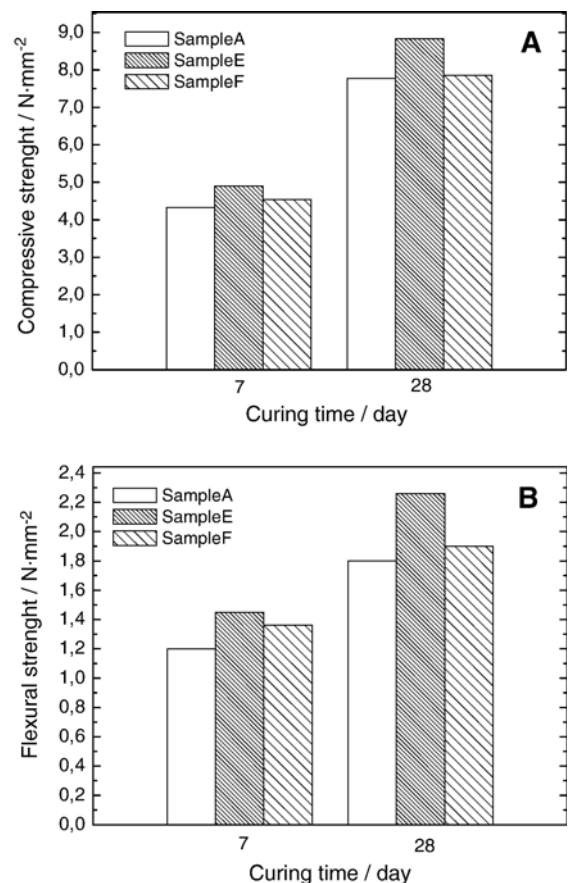 A
SampleA
SampleE
SampleF
9,0
8,0
7,0
6,0
5,0
4,0
3,0
2,0
1,0
0,0
Compressive strenght / N·mm-2
7 28
Curing time / day
B
SampleA
SampleE
SampleF
2,4
2,2
2,0
1,8
1,6
1,4
1,2
1,0
0,8
0,6
0,4
0,2
0,0
Flexural strenght / N·mm-2
7 28
Curing time / day